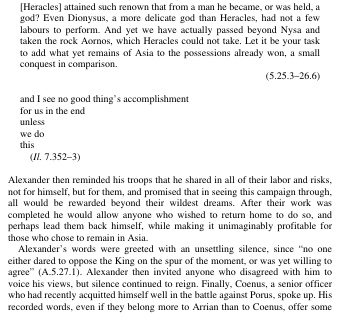 [Heracles] attained such renown that from a man he became, or was held, a
god? Even Dionysus, a more delicate god than Heracles, had not a few
labours to perform. And yet we have actually passed beyond Nysa and
taken the rock Aornos, which Heracles could not take. Let it be your task
to add what yet remains of Asia to the possessions already won, a small
conquest in comparison.
(5.25.3–26.6)
and I see no good thing's accomplishment
for us in the end
unless
we do
this
(Il. 7.352–3)
Alexander then reminded his troops that he shared in all of their labor and risks,
not for himself, but for them, and promised that in seeing this campaign through,
all would be rewarded beyond their wildest dreams. After their work was
completed he would allow anyone who wished to return home to do so, and
perhaps lead them back himself, while making it unimaginably profitable for
those who chose to remain in Asia.
Alexander's words were greeted with an unsettling silence, since “no one
either dared to oppose the King on the spur of the moment, or was yet willing to
agree” (A.5.27.1). Alexander then invited anyone who disagreed with him to
voice his views, but silence continued to reign. Finally, Coenus, a senior officer
who had recently acquitted himself well in the battle against Porus, spoke up. His
recorded words, even if they belong more to Arrian than to Coenus, offer some